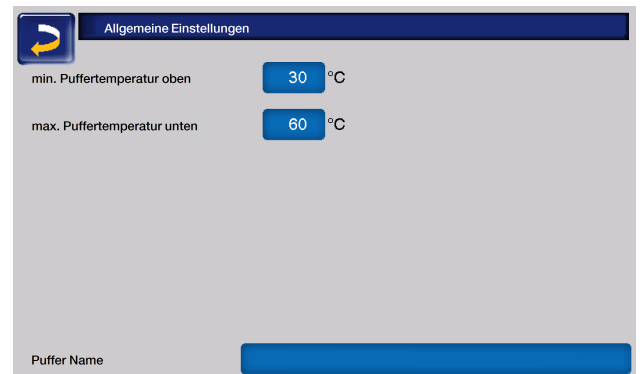 Allgemeine Einstellungen
min. Puffertemperatur oben 30 °C
max. Puffertemperatur unten 60 °C
Puffer Name